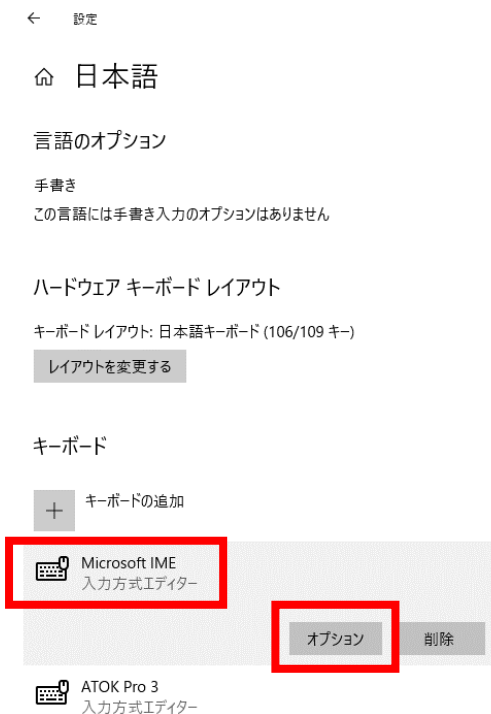 設定
日本語
言語のオプション
手書き
この言語には手書き入力のオプションはありません
ハードウェア キーボード レイアウト
キーボード レイアウト: 日本語キーボード (106/109 キー)
レイアウトを変更する
キーボード
キーボードの追加
Microsoft IME
入力方式エディター
オプション 削除
ATOK Pro 3
入力方式エディター